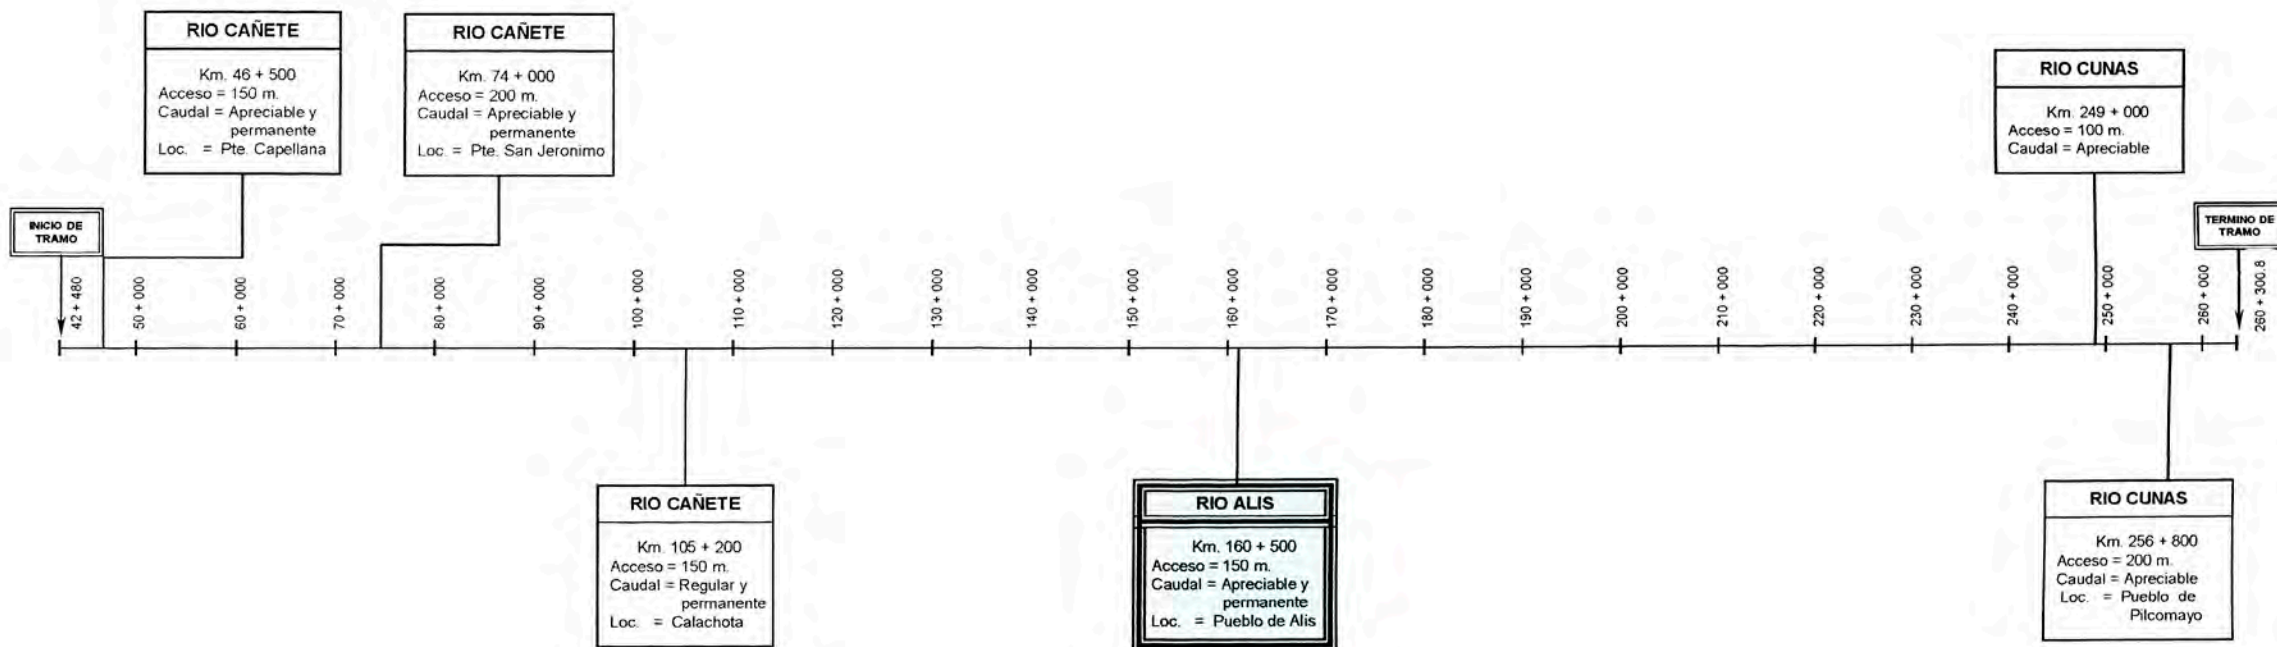 RIO CAÑETE
Km. 46 + 500
Acceso = 150 m.
Caudal = Apreciable y
permanente
Loc. = Pte. Capellana
RIO CAÑETE
Km. 74 + 000
Acceso = 200 m.
Caudal = Apreciable y
permanente
Loc. = Pte. San Jeronimo
RIO CUNAS
Km. 249 + 000
Acceso = 100 m.
Caudal = Apreciable
INICIO DE
TRAMO
TERMINO DE
TRAMO
42 + 480
50 + 000
60 + 000
70 + 000
80 + 000
90 + 000
100 + 000
110 + 000
120 + 000
130 + 000
140 + 000
150 + 000
160 + 000
170 + 000
180 + 000
190 + 000
200 + 000
210 + 000
220 + 000
230 + 000
240 + 000
250 + 000
260 + 000
260 + 300.8
RIO CAÑETE
Km. 105 + 200
Acceso = 150 m.
Caudal = Regular y
permanente
Loc. = Calachota
RIO ALIS
Km. 160 + 500
Acceso = 150 m.
Caudal = Apreciable y
permanente
Loc. = Pueblo de Alis
RIO CUNAS
Km. 256 + 800
Acceso = 200 m.
Caudal = Apreciable
Loc. = Pueblo de
Pilcomayo